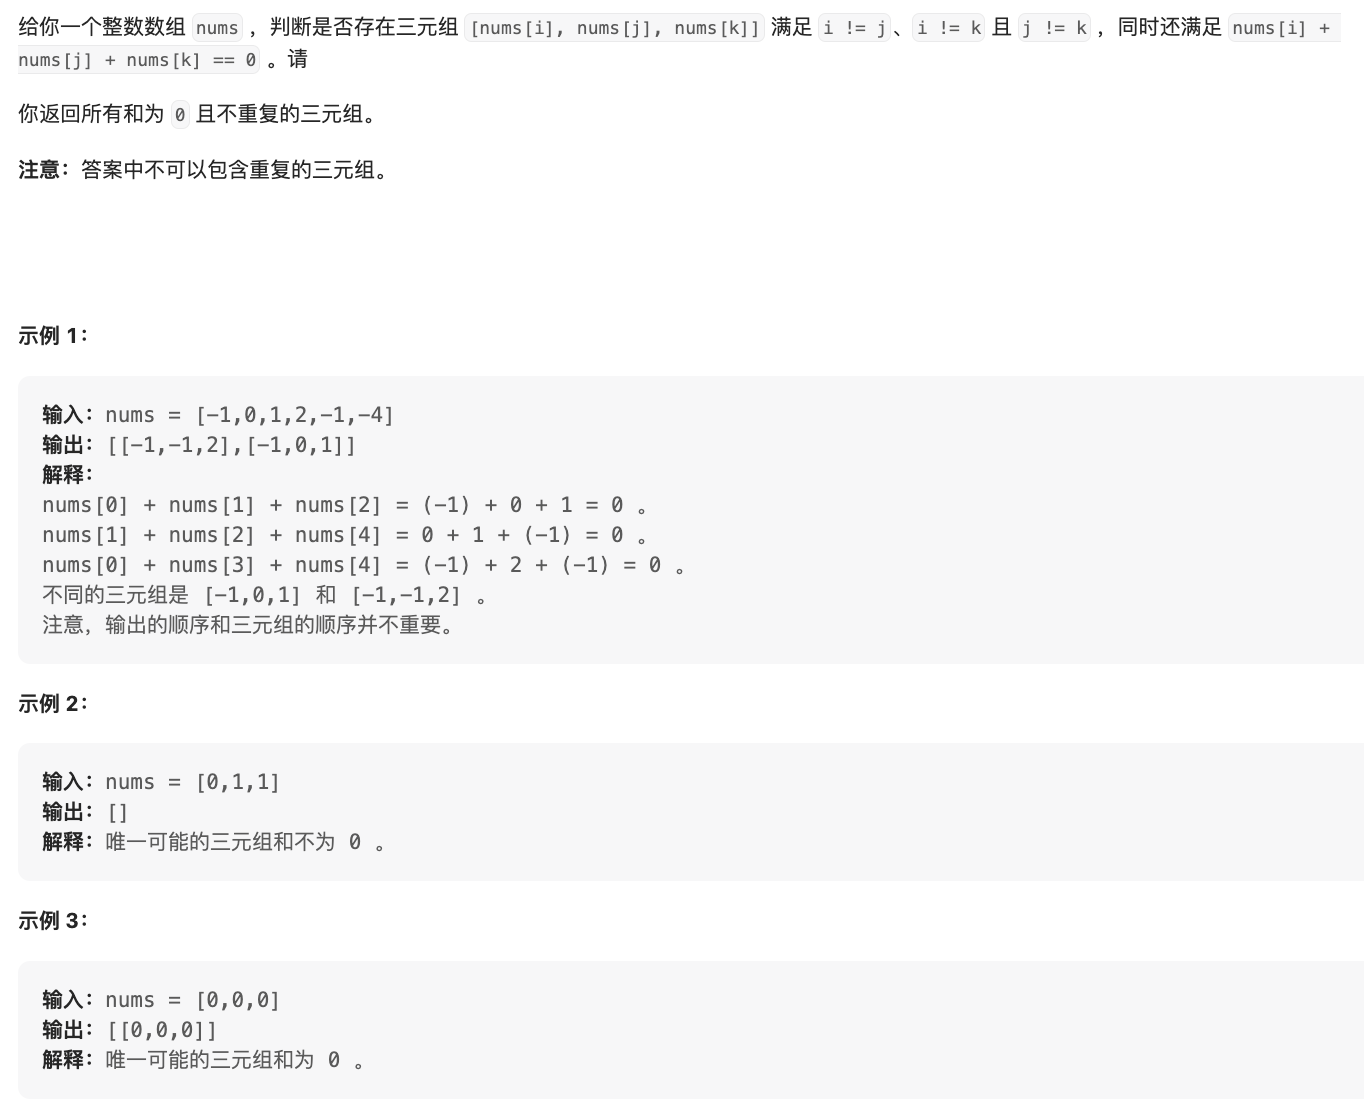 给你一个整数数组 nums ，判断是否存在三元组 [nums[i], nums[j], nums[k]] 满足 i != j、i != k 且 j != k ，同时还满足 nums[i] +
nums[j] + nums[k] == 0 。请
你返回所有和为 0 且不重复的三元组。
注意：答案中不可以包含重复的三元组。
示例 1：
输入：nums = [-1,0,1,2,-1,-4]
输出：[[-1,-1,2],[-1,0,1]]
解释：
nums[0] + nums[1] + nums[2] = (-1) + 0 + 1 = 0 。
nums[1] + nums[2] + nums[4] = 0 + 1 + (-1) = 0 。
nums[0] + nums[3] + nums[4] = (-1) + 2 + (-1) = 0 。
不同的三元组是 [-1,0,1] 和 [-1,-1,2] 。
注意，输出的顺序和三元组的顺序并不重要。
示例 2：
输入：nums = [0,1,1]
输出：[]
解释：唯一可能的三元组和不为 0 。
示例 3：
输入：nums = [0,0,0]
输出：[[0,0,0]]
解释：唯一可能的三元组和为 0 。